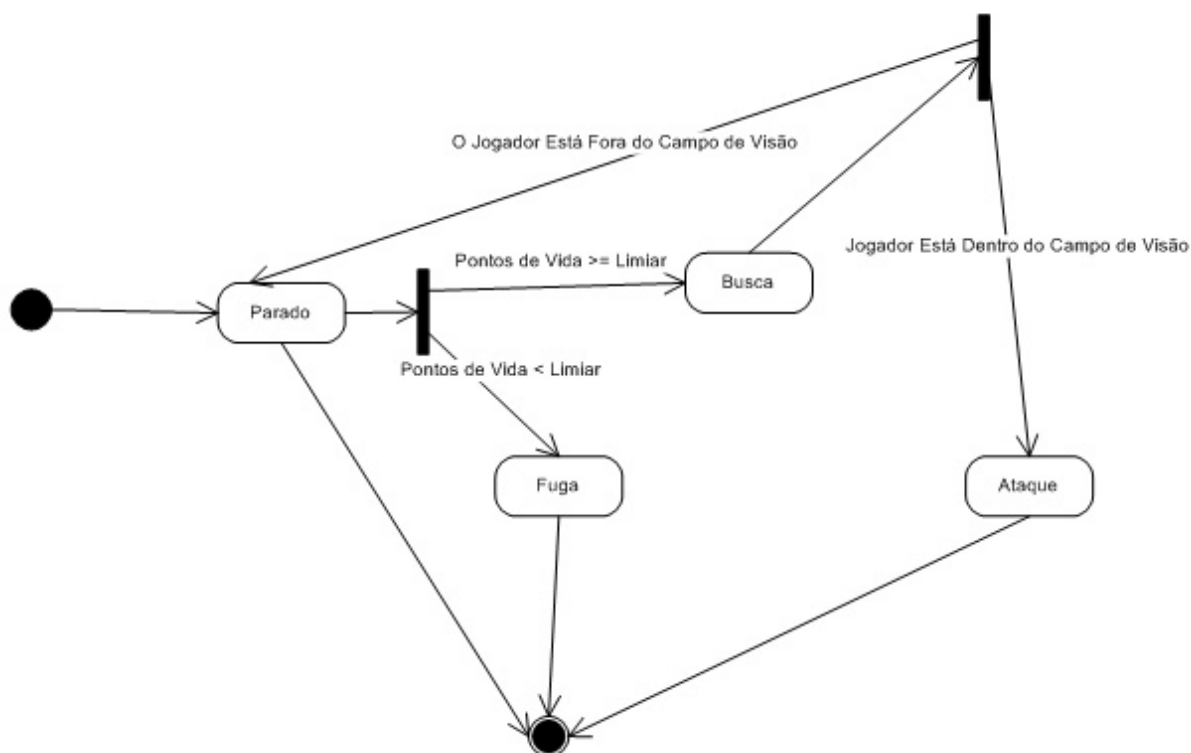 O Jogador Está Fora do Campo de Visão
Jogador Está Dentro do Campo de Visão
Pontos de Vida >= Limiar
Busca
Parado
Pontos de Vida < Limiar
Fuga
Ataque